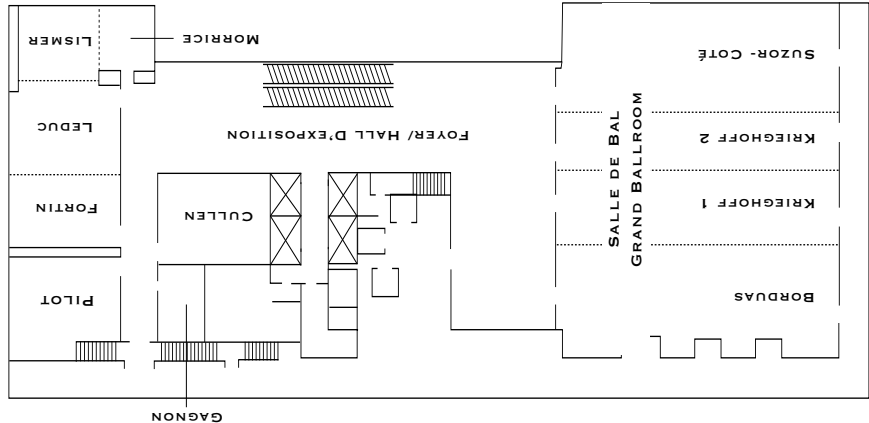 GAGNON
BORDUAS
PILOT
KRIEGHOFF 1
CULLEN
FORTIN
SALLE DE BAL
GRAND BALLROOM
KRIEGHOFF 2
FOYER/ HALL D'EXPOSITION
LEDUC
SUZOR- COTÉ
MORRICE
LISMER